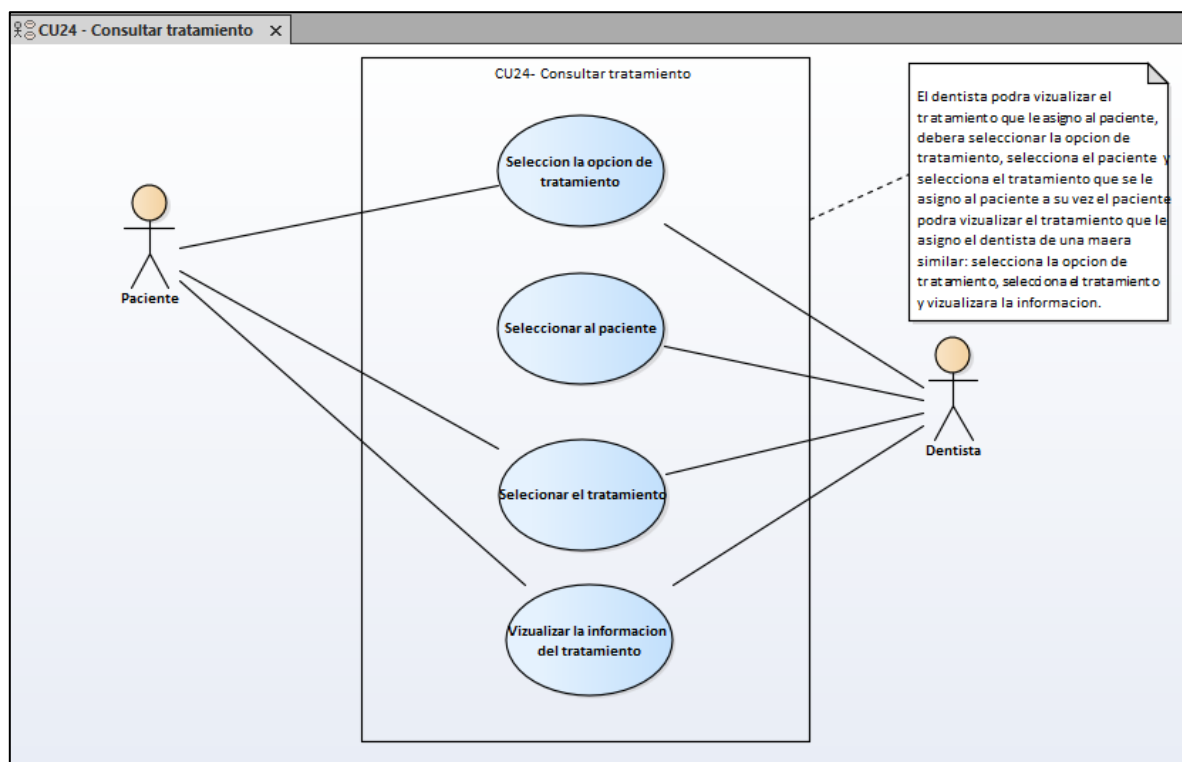 CU24 - Consultar tratamiento
CU24- Consultar tratamiento
El dentista podra vizualizar el
tratamiento que le asigno al paciente,
debera seleccionar la opcion de
tratamiento, selecciona el paciente y
selecciona el tratamiento que se le
asigno al paciente a su vez el paciente
podra vizualizar el tratamiento que le
asigno el dentista de una maera
similar: selecciona la opcion de
tratamiento, selecciona el tratamiento
y vizualizara la informacion.
Seleccion la opcion de
tratamiento
Paciente
Seleccionar al paciente
Dentista
Selecionar el tratamiento
Vizualizar la informacion
del tratamiento